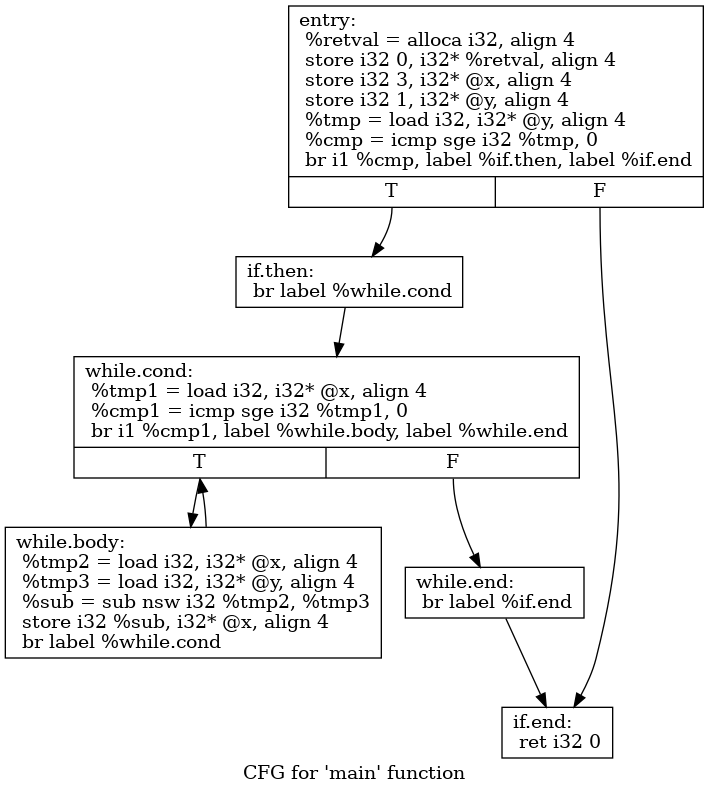 entry:
%retval = alloca i32, align 4
store i32 0, i32* %retval, align 4
store i32 3, i32* @x, align 4
store i32 1, i32* @y, align 4
%tmp = load i32, i32* @y, align 4
%cmp = icmp sge i32 %tmp, 0
br i1 %cmp, label %if.then, label %if.end
T
F
if.then:
br label %while.cond
while.cond:
%tmp1 = load i32, i32* @x, align 4
%cmp1 = icmp sge i32 %tmp1, 0
br i1 %cmp1, label %while.body, label %while.end
T
F
while.body:
%tmp2 = load i32, i32* @x, align 4
%tmp3 = load i32, i32* @y, align 4
%sub = sub nsw i32 %tmp2, %tmp3
store i32 %sub, i32* @x, align 4
br label %while.cond
while.end:
br label %if.end
if.end:
ret i32 0
CFG for 'main' function